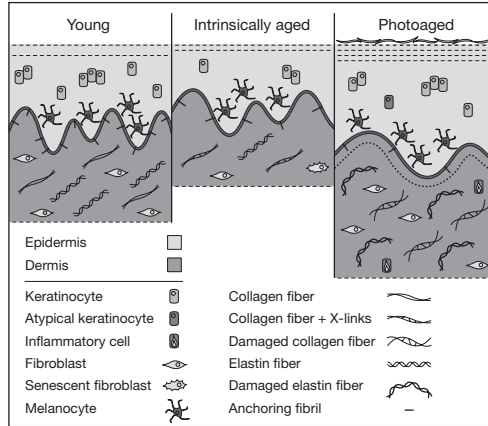 Young Intrinsically aged Photoaged
Epidermis
Dermis
Keratinocyte
Atypical keratinocyte
Inflammatory cell
Fibroblast
Senescent fibroblast
Melanocyte
Collagen fiber
Collagen fiber + X-links
Damaged collagen fiber
Elastin fiber
Damaged elastin fiber
Anchoring fibril